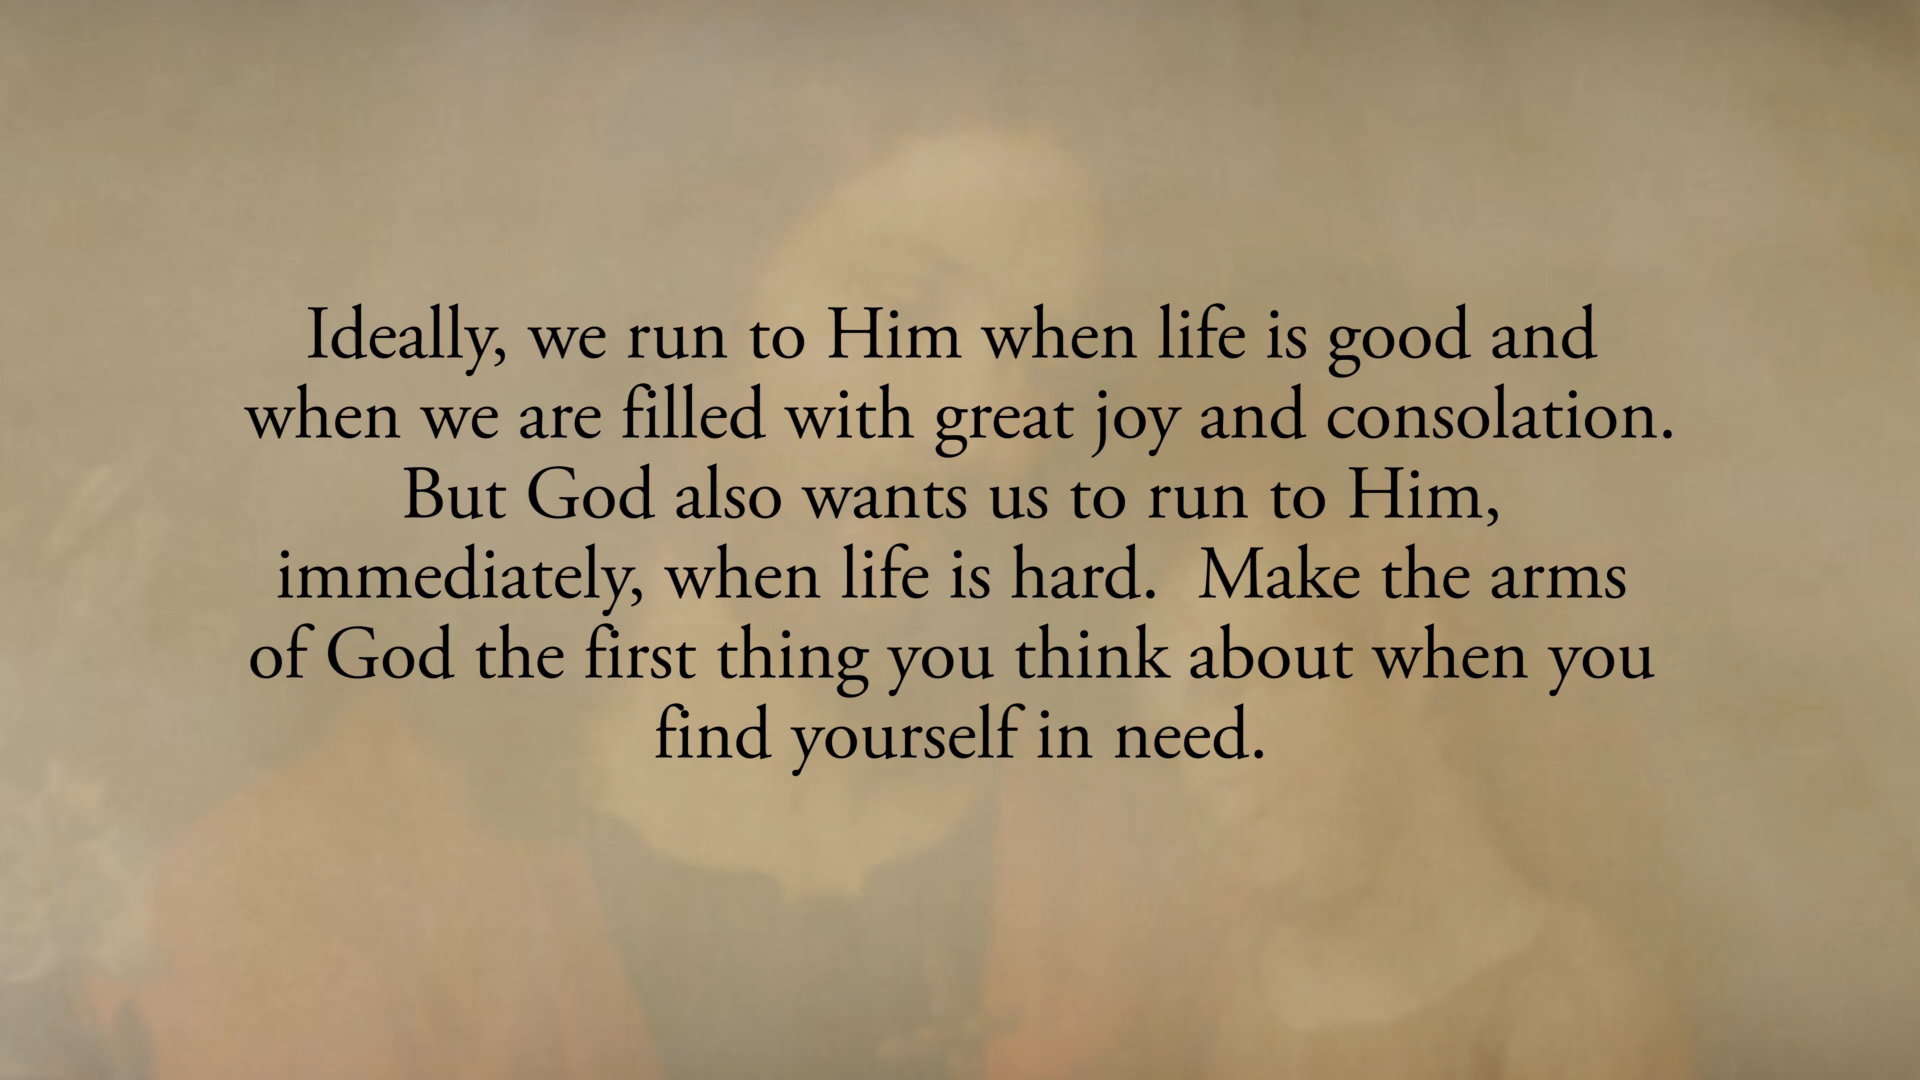 Ideally, we run to Him when life is good and
when we are filled with great joy and consolation.
But God also wants us to run to Him,
immediately, when life is hard.  Make the arms
of God the first thing you think about when you
find yourself in need.